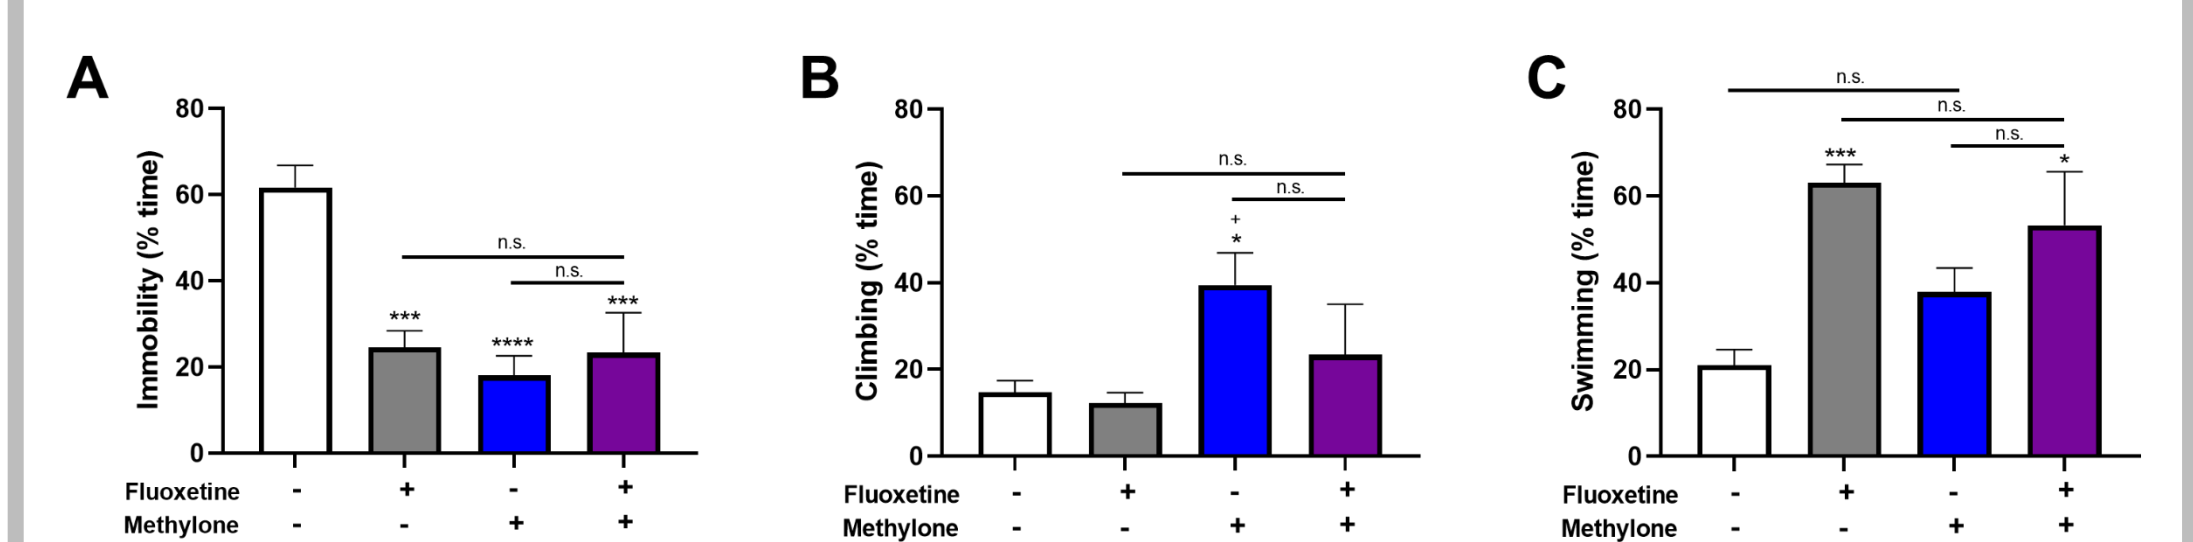 A
Immobility (% time)
80
60
40
20
0
n.s.
n.s.
***
****
***
Fluoxetine - + - +
Methylone - - + +
B
Climbing (% time)
80
60
40
20
0
n.s.
n.s.
+
*
Fluoxetine - + - +
Methylone - - + +
C
Swimming (% time)
80
60
40
20
0
n.s.
n.s.
n.s.
***
*
Fluoxetine - + - +
Methylone - - + +